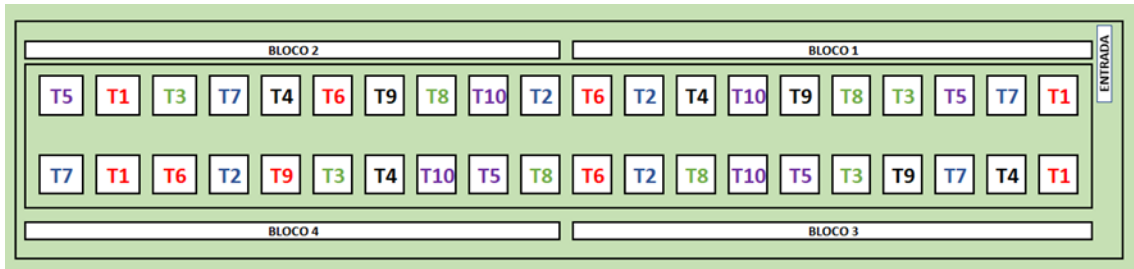 BLOCO 2 BLOCO 1
ENTRADA
T5 T1 T3 T7 T4 T6 T9 T8 T10 T2 T6 T2 T4 T10 T9 T8 T3 T5 T7 T1
T7 T1 T6 T2 T9 T3 T4 T10 T5 T8 T6 T2 T8 T10 T5 T3 T9 T7 T4 T1
BLOCO 4 BLOCO 3